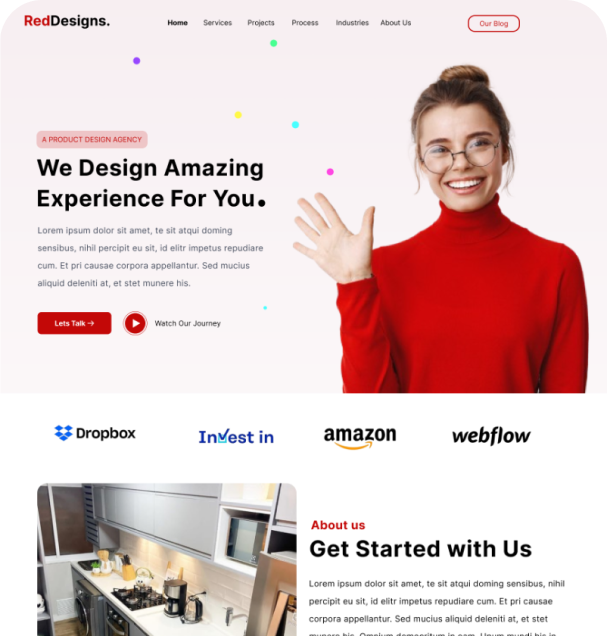 RedDesigns.
Home Services Projects Process Industries About Us
Our Blog
A PRODUCT DESIGN AGENCY
We Design Amazing
Experience For You.
Lorem ipsum dolor sit amet, te sit atqui doming
sensibus, nihil percipit eu sit, id elitr impetus repudiare
cum. Et pri causae corpora appellantur. Sed mucius
aliquid deleniti at, et stet munere his.
Lets Talk →
Watch Our Journey
Dropbox
Invest in
amazon
webflow
About us
Get Started with Us
Lorem ipsum dolor sit amet, te sit atqui doming sensibus, nihil
percipit eu sit, id elitr impetus repudiare cum. Et pri causae
corpora appellantur. Sed mucius aliquid deleniti at, et stet